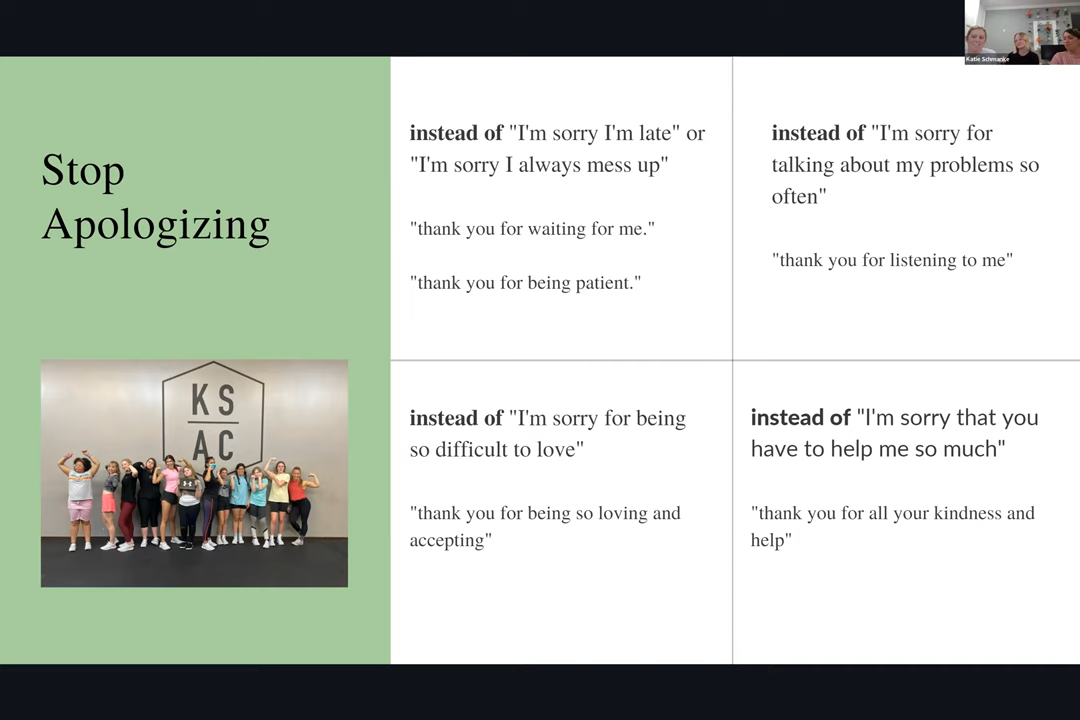 Katie Schmanke
Stop
Apologizing
K S
A C
instead of "I'm sorry I'm late" or
"I'm sorry I always mess up"
"thank you for waiting for me."
"thank you for being patient."
instead of "I'm sorry for
talking about my problems so
often"
"thank you for listening to me"
instead of "I'm sorry for being
so difficult to love"
"thank you for being so loving and
accepting"
instead of "I'm sorry that you
have to help me so much"
"thank you for all your kindness and
help"